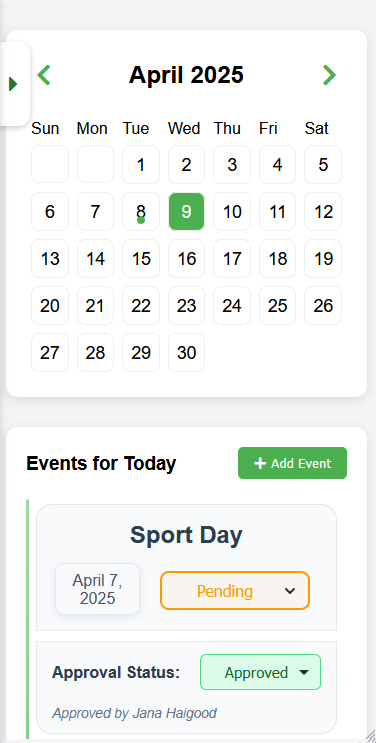 April 2025
Sun Mon Tue Wed Thu Fri Sat
1 2 3 4 5
6 7 8 9 10 11 12
13 14 15 16 17 18 19
20 21 22 23 24 25 26
27 28 29 30
Events for Today
Add Event
Sport Day
April 7,
2025
Pending
Approval Status:
Approved
Approved by Jana Haigood